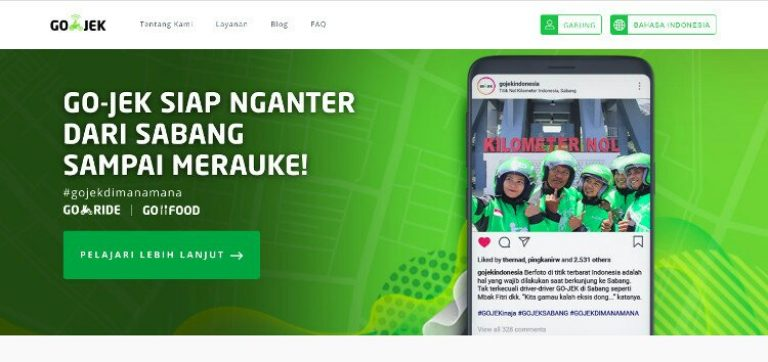 GO-JEK
Tentang Kami
Layanan
Blog
FAQ
GABUNG
BAHASA INDONESIA
GO-JEK SIAP NGANTER
DARI SABANG
SAMPAI MERAUKE!
#gojekdimanamana
GO-RIDE | GO-FOOD
PELAJARI LEBIH LANJUT →
gojekindonesia
Titik Nol Kilometer Indonesia, Sabang
KILOMETER NOL
Liked by thernad, pingkanirw and 2.531 others
gojekindonesia Berfoto di titik terbarat Indonesia adalah
hal yang wajib dilakukan saat berkunjung ke Sabang.
Tak terkecuali driver-driver GO-JEK di Sabang seperti
Mbak Fitri dkk. "Kita gamau kalah eksis dong..." katanya.
#GOJEKinaja #GOJEKSABANG #GOJEKDIMANAMANA
View all 328 comments